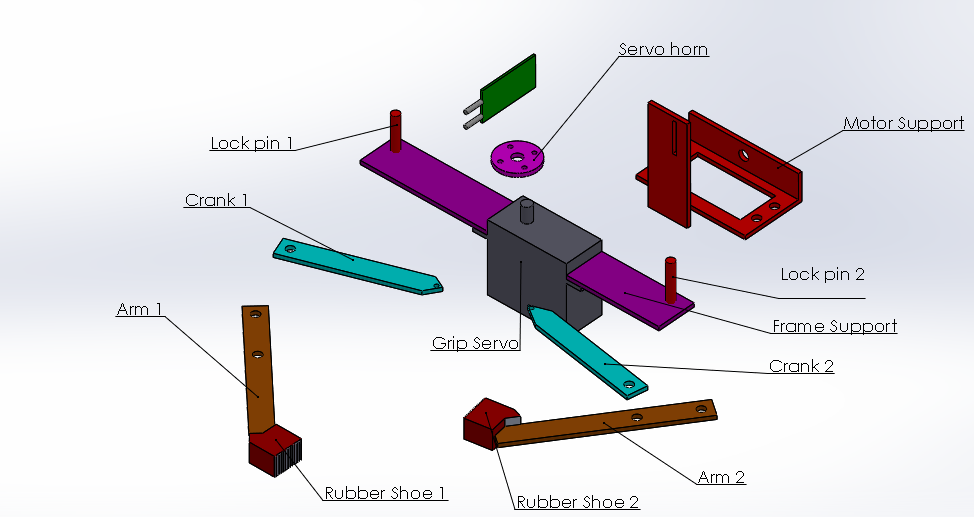 Servo horn
Motor Support
Lock pin 1
Crank 1
Lock pin 2
Arm 1
Frame Support
Grip Servo
Crank 2
Arm 2
Rubber Shoe 1
Rubber Shoe 2